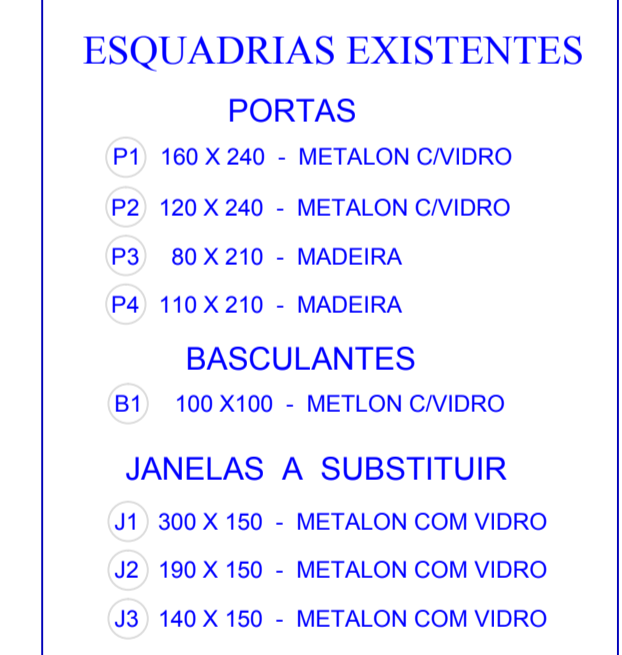 ESQUADRIAS EXISTENTES
PORTAS
P1 160 X 240 - METALON C/VIDRO
P2 120 X 240 - METALON C/VIDRO
P3 80 X 210 - MADEIRA
P4 110 X 210 - MADEIRA
BASCULANTES
B1 100 X100 - METLON C/VIDRO
JANELAS A SUBSTITUIR
J1 300 X 150 - METALON COM VIDRO
J2 190 X 150 - METALON COM VIDRO
J3 140 X 150 - METALON COM VIDRO